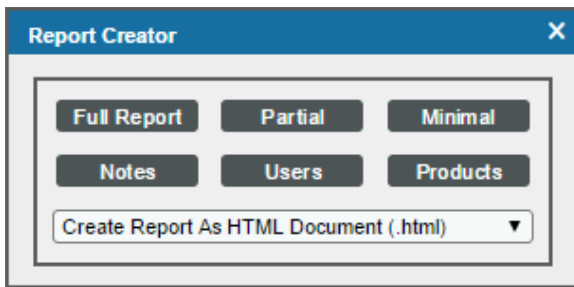 Report Creator X
Full Report Partial Minimal
Notes Users Products
Create Report As HTML Document (.html) ▼